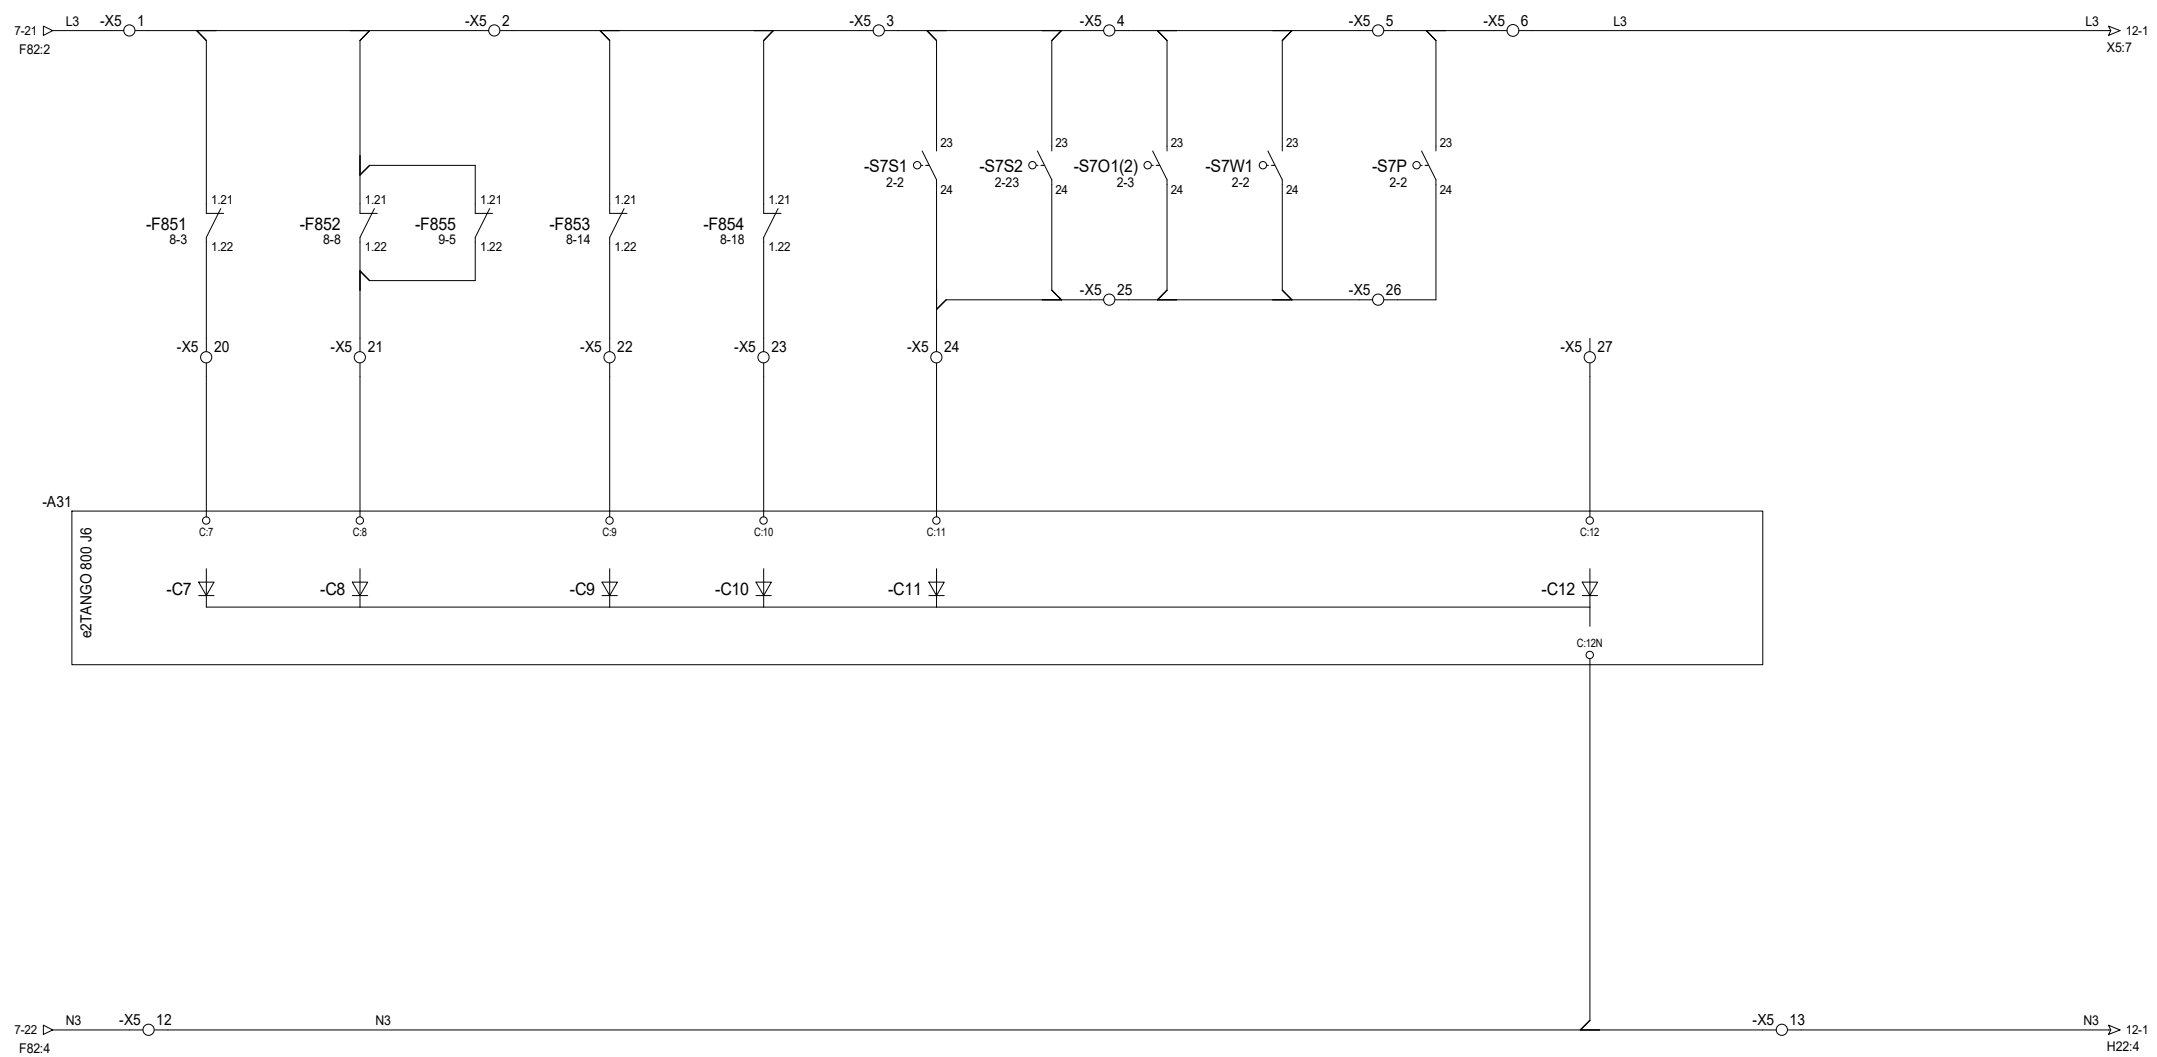 L3 -X5 1 -X5 2 -X5 3 -X5 4 -X5 5 -X5 6 L3 L3
7-21 12-1
F82:2 X5:7
23 23 23 23 23
-S7S1 -S7S2 -S7O1(2) -S7W1 -S7P
2-2 2-23 2-3 2-2 2-2
24 24 24 24 24
1.21 1.21 1.21 1.21 1.21
-F851 -F852 -F855 -F853 -F854
8-3 8-8 9-5 8-14 8-18
1.22 1.22 1.22 1.22 1.22
-X5 25 -X5 26
-X5 20 -X5 21 -X5 22 -X5 23 -X5 24 -X5 27
-A31
C:7 C:8 C:9 C:10 C:11 C:12
e2TANGO 800 J6
-C7 -C8 -C9 -C10 -C11 -C12
C:12N
N3 -X5 12 N3 -X5 13 N3
7-22 12-1
F82:4 H22:4